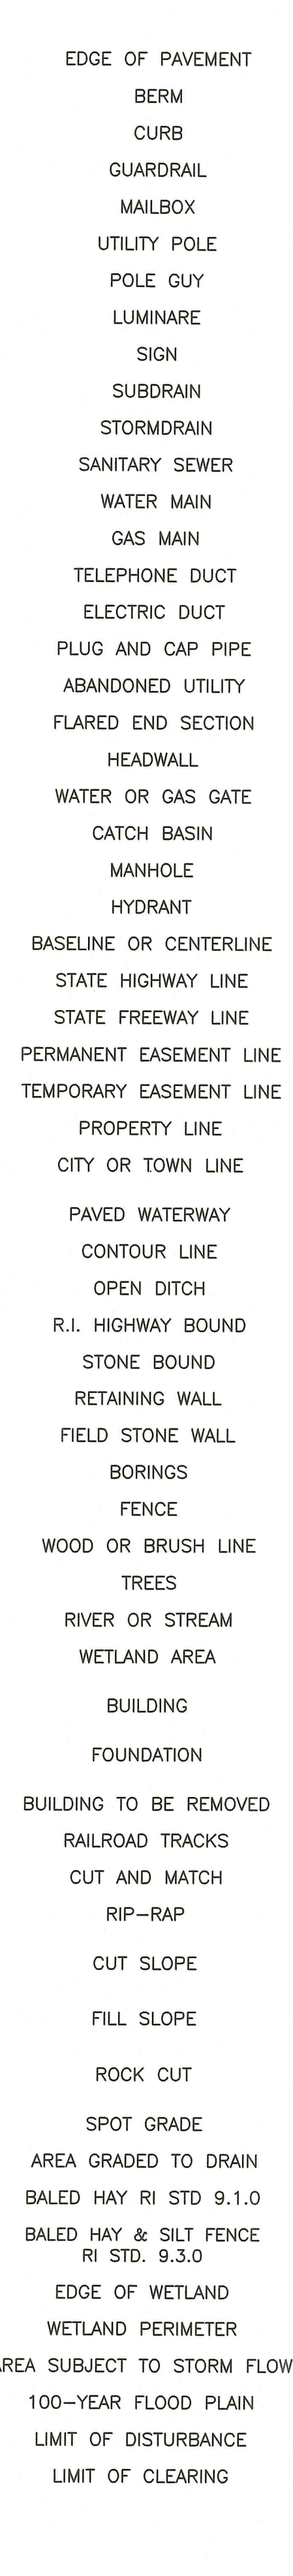 EDGE OF PAVEMENT
BERM
CURB
GUARDRAIL
MAILBOX
UTILITY POLE
POLE GUY
LUMINARE
SIGN
SUBDRAIN
STORMDRAIN
SANITARY SEWER
WATER MAIN
GAS MAIN
TELEPHONE DUCT
ELECTRIC DUCT
PLUG AND CAP PIPE
ABANDONED UTILITY
FLARED END SECTION
HEADWALL
WATER OR GAS GATE
CATCH BASIN
MANHOLE
HYDRANT
BASELINE OR CENTERLINE
STATE HIGHWAY LINE
STATE FREEWAY LINE
PERMANENT EASEMENT LINE
TEMPORARY EASEMENT LINE
PROPERTY LINE
CITY OR TOWN LINE
PAVED WATERWAY
CONTOUR LINE
OPEN DITCH
R.I. HIGHWAY BOUND
STONE BOUND
RETAINING WALL
FIELD STONE WALL
BORINGS
FENCE
WOOD OR BRUSH LINE
TREES
RIVER OR STREAM
WETLAND AREA
BUILDING
FOUNDATION
BUILDING TO BE REMOVED
RAILROAD TRACKS
CUT AND MATCH
RIP-RAP
CUT SLOPE
FILL SLOPE
ROCK CUT
SPOT GRADE
AREA GRADED TO DRAIN
BALED HAY RI STD 9.1.0
BALED HAY & SILT FENCE
RI STD. 9.3.0
EDGE OF WETLAND
WETLAND PERIMETER
REA SUBJECT TO STORM FLOW
100-YEAR FLOOD PLAIN
LIMIT OF DISTURBANCE
LIMIT OF CLEARING